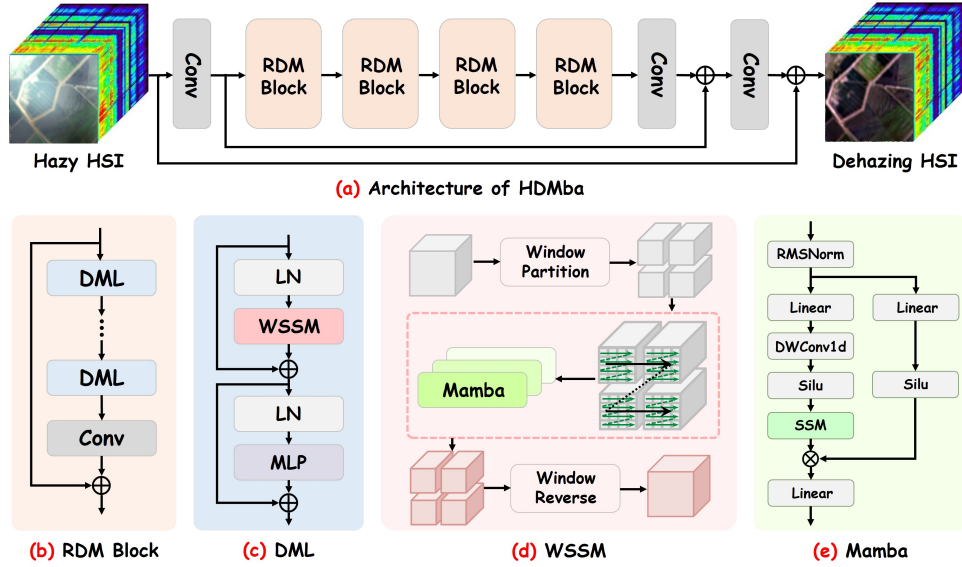 Hazy HSI
Conv
RDM
Block
RDM
Block
RDM
Block
RDM
Block
Conv
Conv
Dehazing HSI
(a) Architecture of HDMba
DML
DML
Conv
(b) RDM Block
LN
WSSM
LN
MLP
(c) DML
Window
Partition
Mamba
Window
Reverse
(d) WSSM
RMSNorm
Linear
Linear
DWConv1d
Silu
Silu
SSM
Linear
(e) Mamba